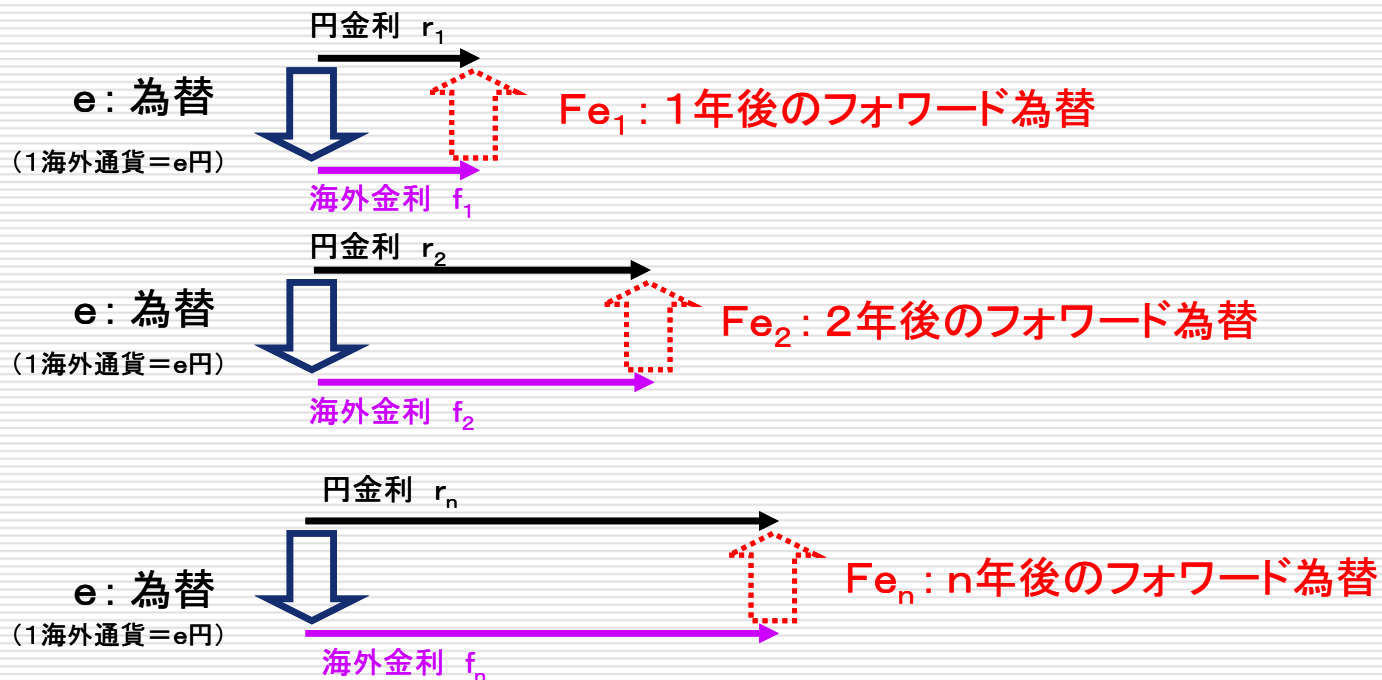 円金利 r₁
e：為替
Fe₁：１年後のフォワード為替
（1海外通貨＝e円）
海外金利 f₁
円金利 r₂
e：為替
Fe₂：２年後のフォワード為替
（1海外通貨＝e円）
海外金利 f₂
円金利 rₙ
e：為替
Feₙ：ｎ年後のフォワード為替
（1海外通貨＝e円）
海外金利 fₙ